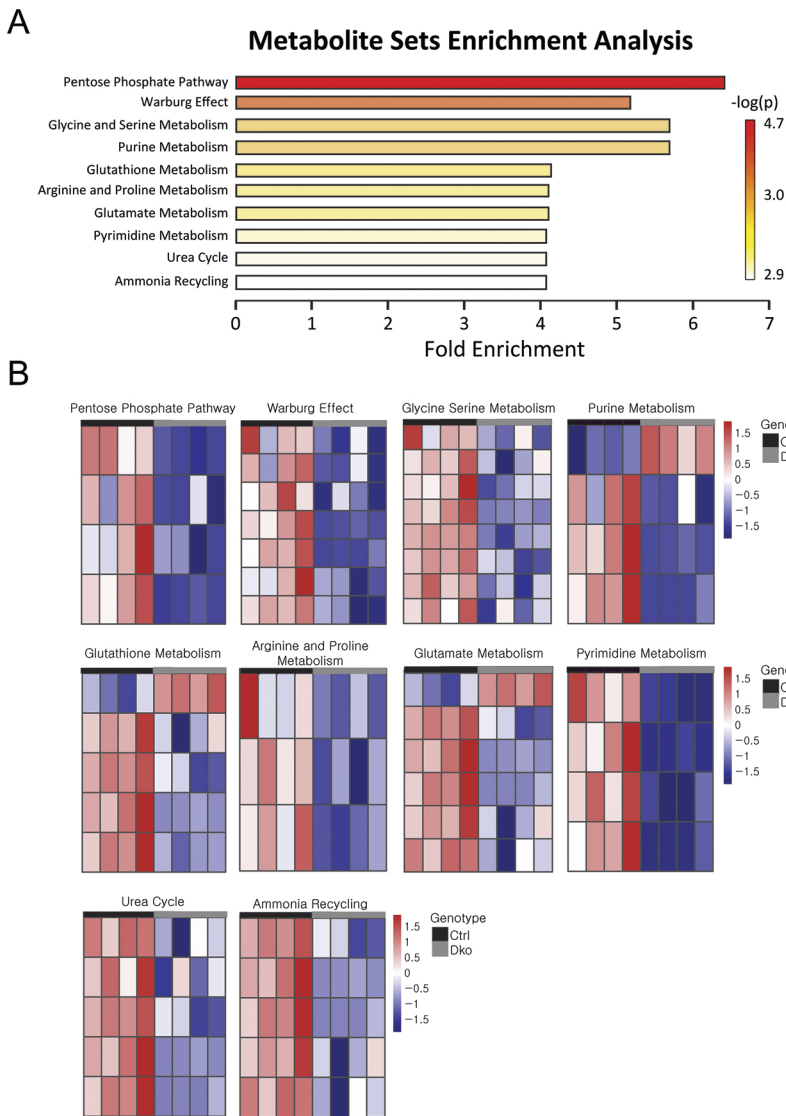 A
Metabolite Sets Enrichment Analysis
Pentose Phosphate Pathway
Warburg Effect
Glycine and Serine Metabolism
Purine Metabolism
Glutathione Metabolism
Arginine and Proline Metabolism
Glutamate Metabolism
Pyrimidine Metabolism
Urea Cycle
Ammonia Recycling
-log(p)
4.7
3.0
2.9
0 1 2 3 4 5 6 7
Fold Enrichment
B
Pentose Phosphate Pathway Warburg Effect Glycine Serine Metabolism Purine Metabolism
1.5
1
0.5
0
−0.5
−1
−1.5
Gen
C
D
Glutathione Metabolism Arginine and Proline Metabolism Glutamate Metabolism Pyrimidine Metabolism
1.5
1
0.5
0
−0.5
−1
−1.5
Gen
C
D
Urea Cycle Ammonia Recycling
1.5
1
0.5
0
−0.5
−1
−1.5
Genotype
Ctrl
Dko